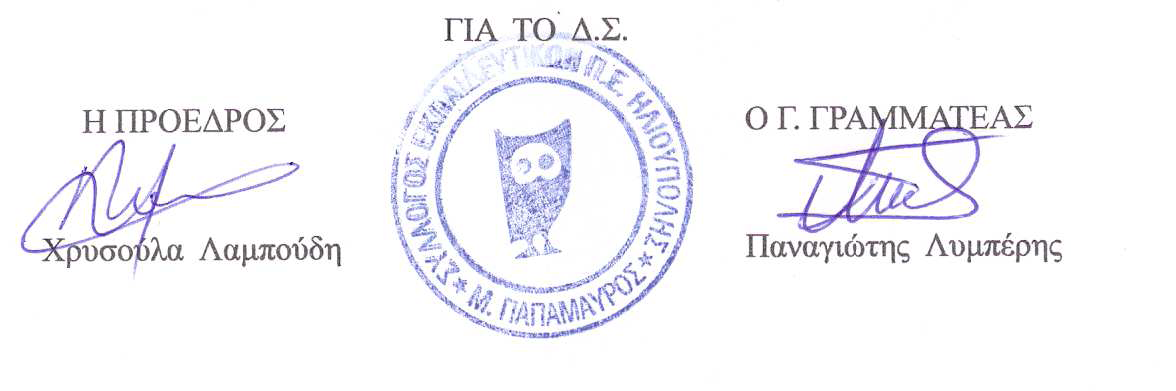 ΓΙΑ ΤΟ Δ.Σ.
Η ΠΡΟΕΔΡΟΣ
Ο Γ. ΓΡΑΜΜΑΤΕΑΣ
ΣΥΛΛΟΓΟΣ ΕΚΠΑΙΔΕΥΤΙΚΩΝ Π.Ε. ΗΛΙΟΥΠΟΛΗΣ
* Μ. ΠΑΠΑΜΑΥΡΟΣ *
Χρυσούλα Λαμπούδη
Παναγιώτης Λυμπέρης